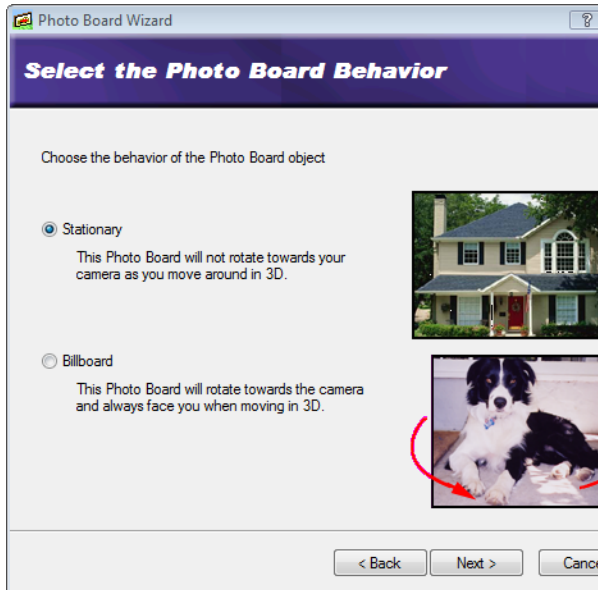 Photo Board Wizard
?
Select the Photo Board Behavior
Choose the behavior of the Photo Board object
Stationary
This Photo Board will not rotate towards your
camera as you move around in 3D.
Billboard
This Photo Board will rotate towards the camera
and always face you when moving in 3D.
< Back
Next >
Cance